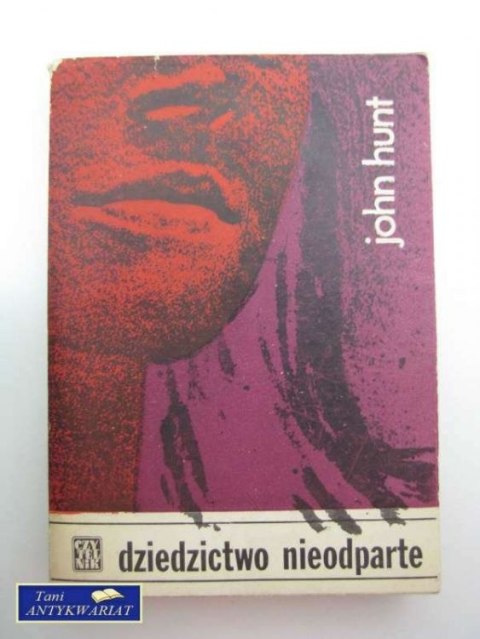 john hunt
CZY
TEL
NIK
dziedzictwo nieodparte
Tani
ANTYKWARIAT